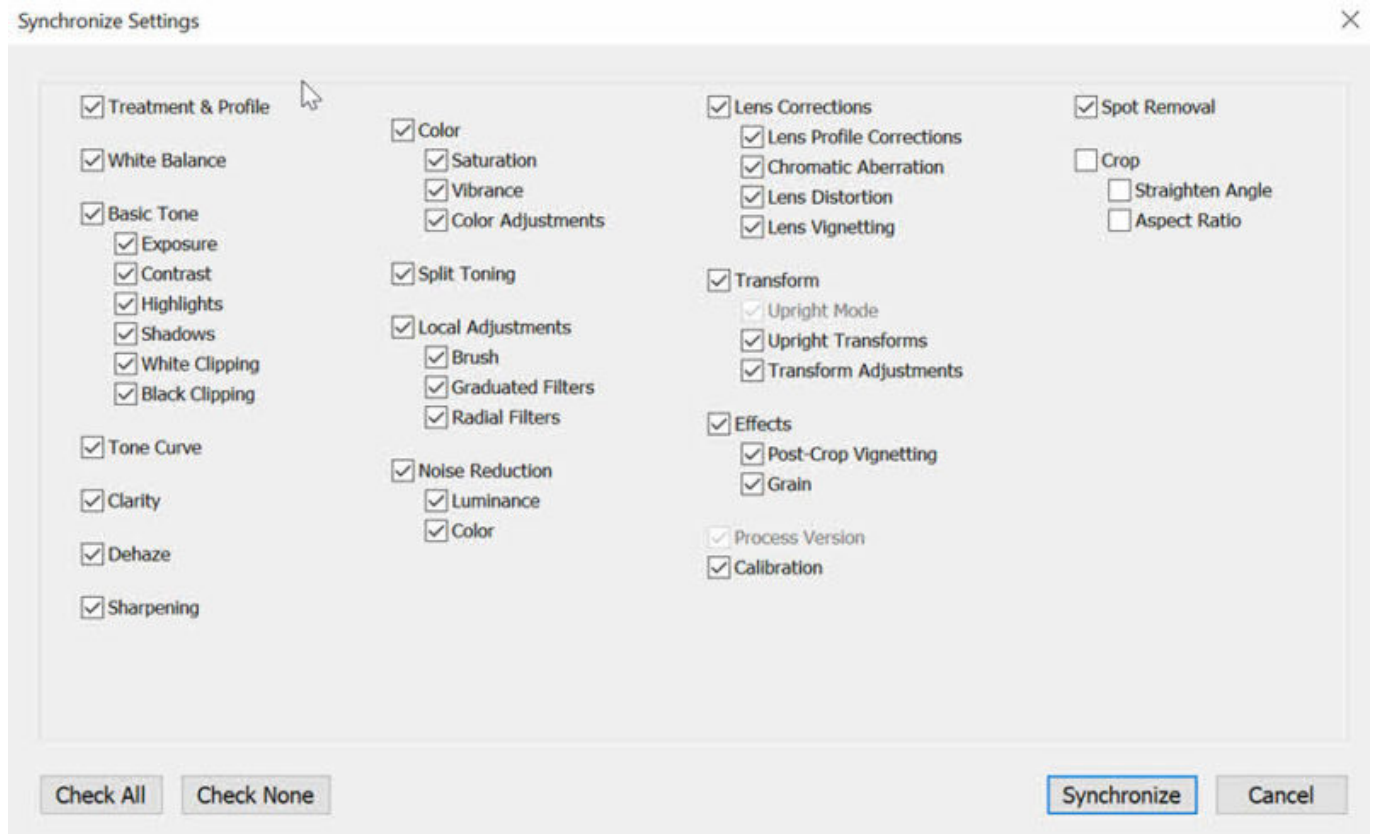 Synchronize Settings
Treatment & Profile
White Balance
Basic Tone
Exposure
Contrast
Highlights
Shadows
White Clipping
Black Clipping
Tone Curve
Clarity
Dehaze
Sharpening
Color
Saturation
Vibrance
Color Adjustments
Split Toning
Local Adjustments
Brush
Graduated Filters
Radial Filters
Noise Reduction
Luminance
Color
Lens Corrections
Lens Profile Corrections
Chromatic Aberration
Lens Distortion
Lens Vignetting
Transform
Upright Mode
Upright Transforms
Transform Adjustments
Effects
Post-Crop Vignetting
Grain
Process Version
Calibration
Spot Removal
Crop
Straighten Angle
Aspect Ratio
Check All
Check None
Synchronize
Cancel